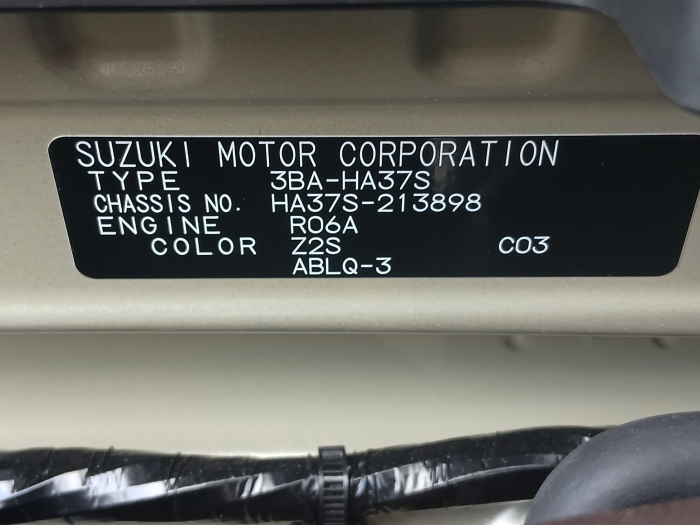 SUZUKI MOTOR CORPORATION
TYPE 3BA-HA37S
CHASSIS NO. HA37S-213898
ENGINE R06A
COLOR Z2S C03
ABLQ-3